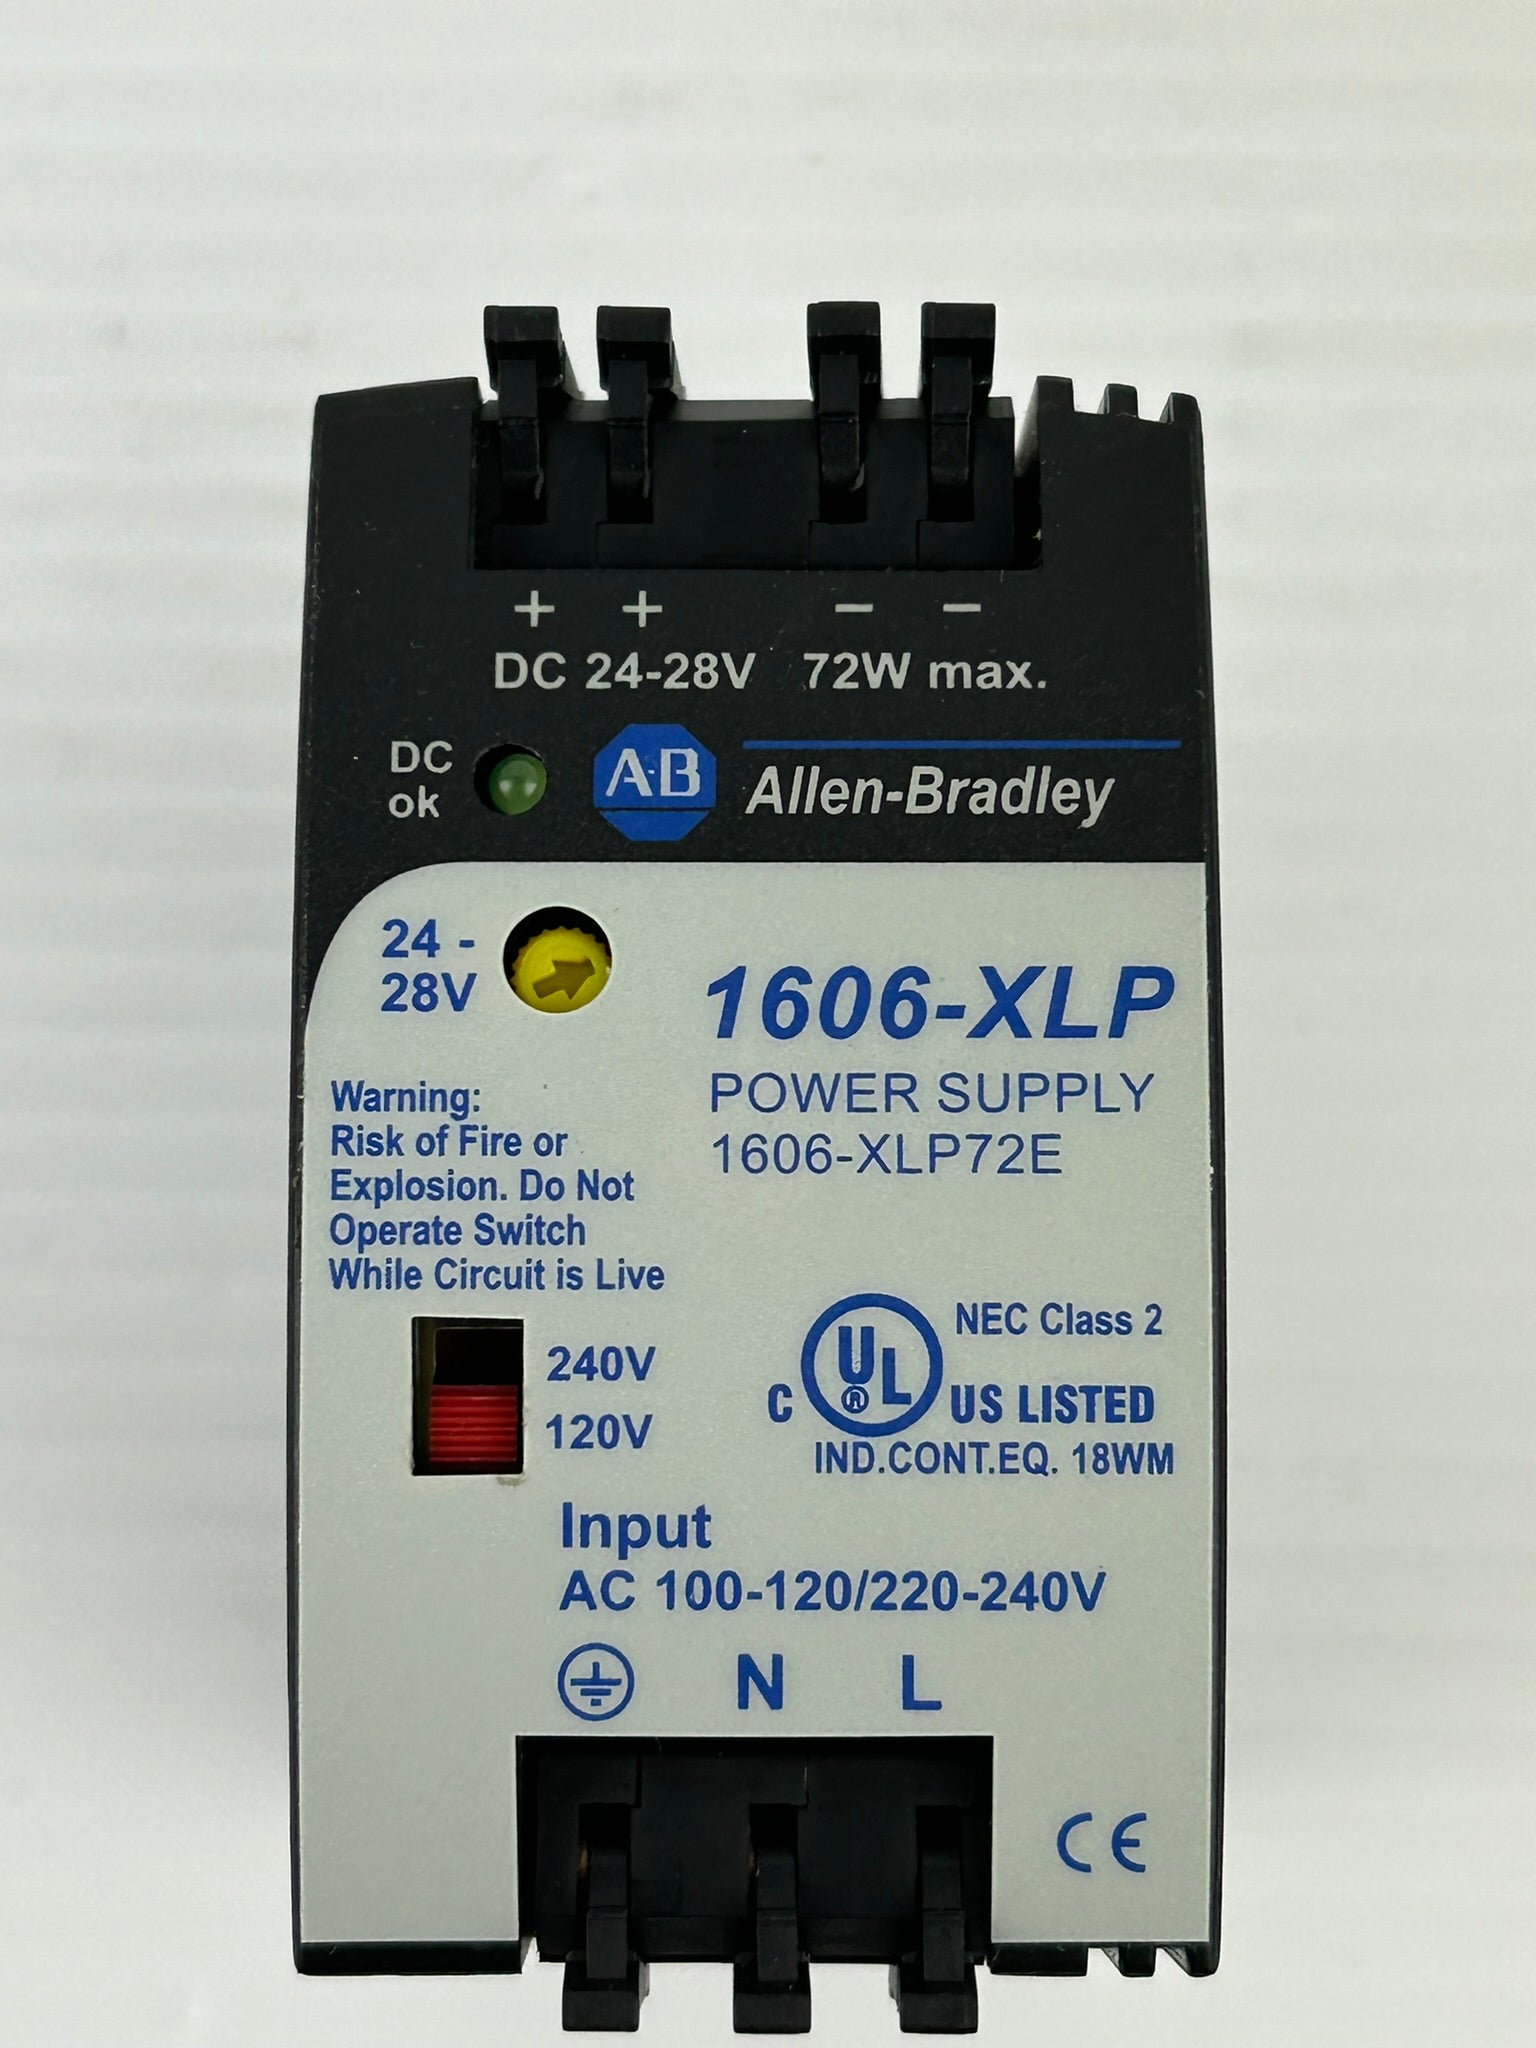 + + − −
DC 24-28V 72W max.
DC
ok
A-B
Allen-Bradley
24 -
28V
1606-XLP
POWER SUPPLY
1606-XLP72E
Warning:
Risk of Fire or
Explosion. Do Not
Operate Switch
While Circuit is Live
240V
120V
NEC Class 2
C UL ® US LISTED
IND.CONT.EQ. 18WM
Input
AC 100-120/220-240V
N L
CE